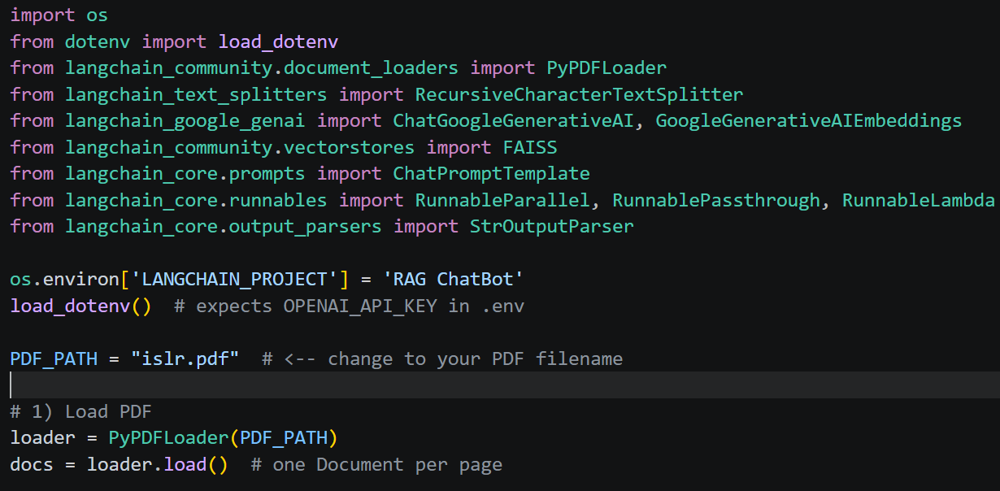 import os
from dotenv import load_dotenv
from langchain_community.document_loaders import PyPDFLoader
from langchain_text_splitters import RecursiveCharacterTextSplitter
from langchain_google_genai import ChatGoogleGenerativeAI, GoogleGenerativeAIEmbeddings
from langchain_community.vectorstores import FAISS
from langchain_core.prompts import ChatPromptTemplate
from langchain_core.runnables import RunnableParallel, RunnablePassthrough, RunnableLambda
from langchain_core.output_parsers import StrOutputParser
os.environ['LANGCHAIN_PROJECT'] = 'RAG ChatBot'
load_dotenv()  # expects OPENAI_API_KEY in .env
PDF_PATH = "islr.pdf"  # <-- change to your PDF filename
# 1) Load PDF
loader = PyPDFLoader(PDF_PATH)
docs = loader.load()  # one Document per page